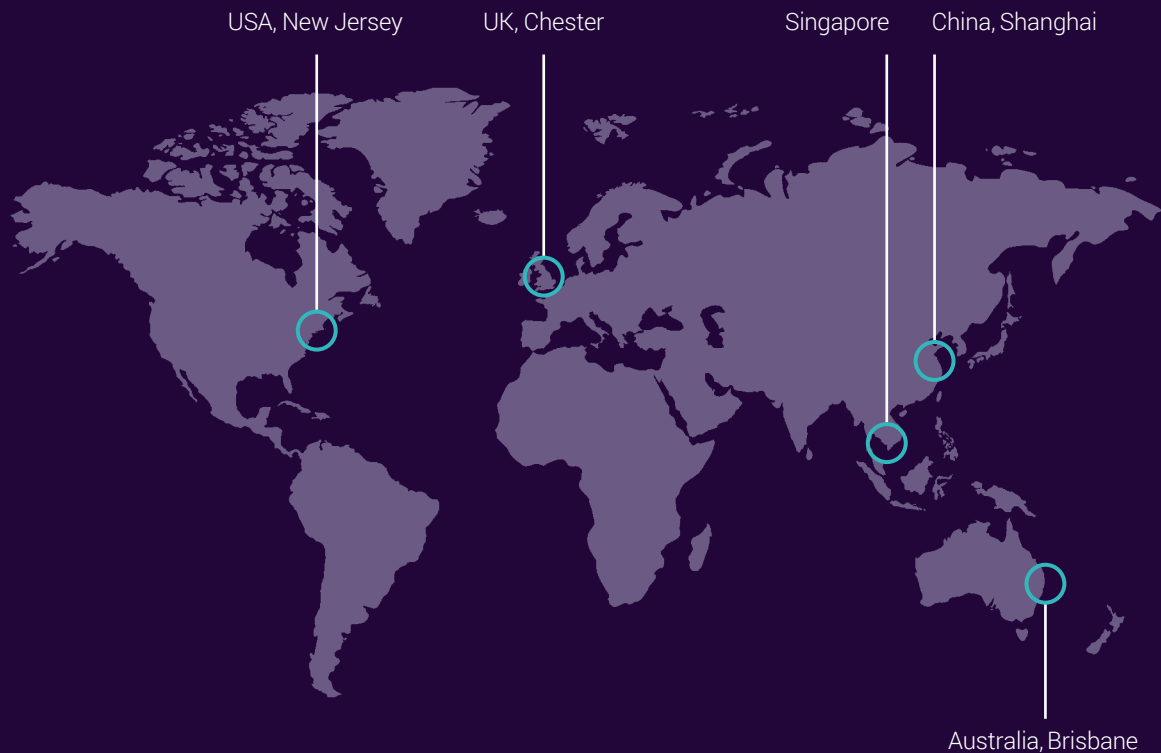 USA, New Jersey
UK, Chester
Singapore
China, Shanghai
Australia, Brisbane